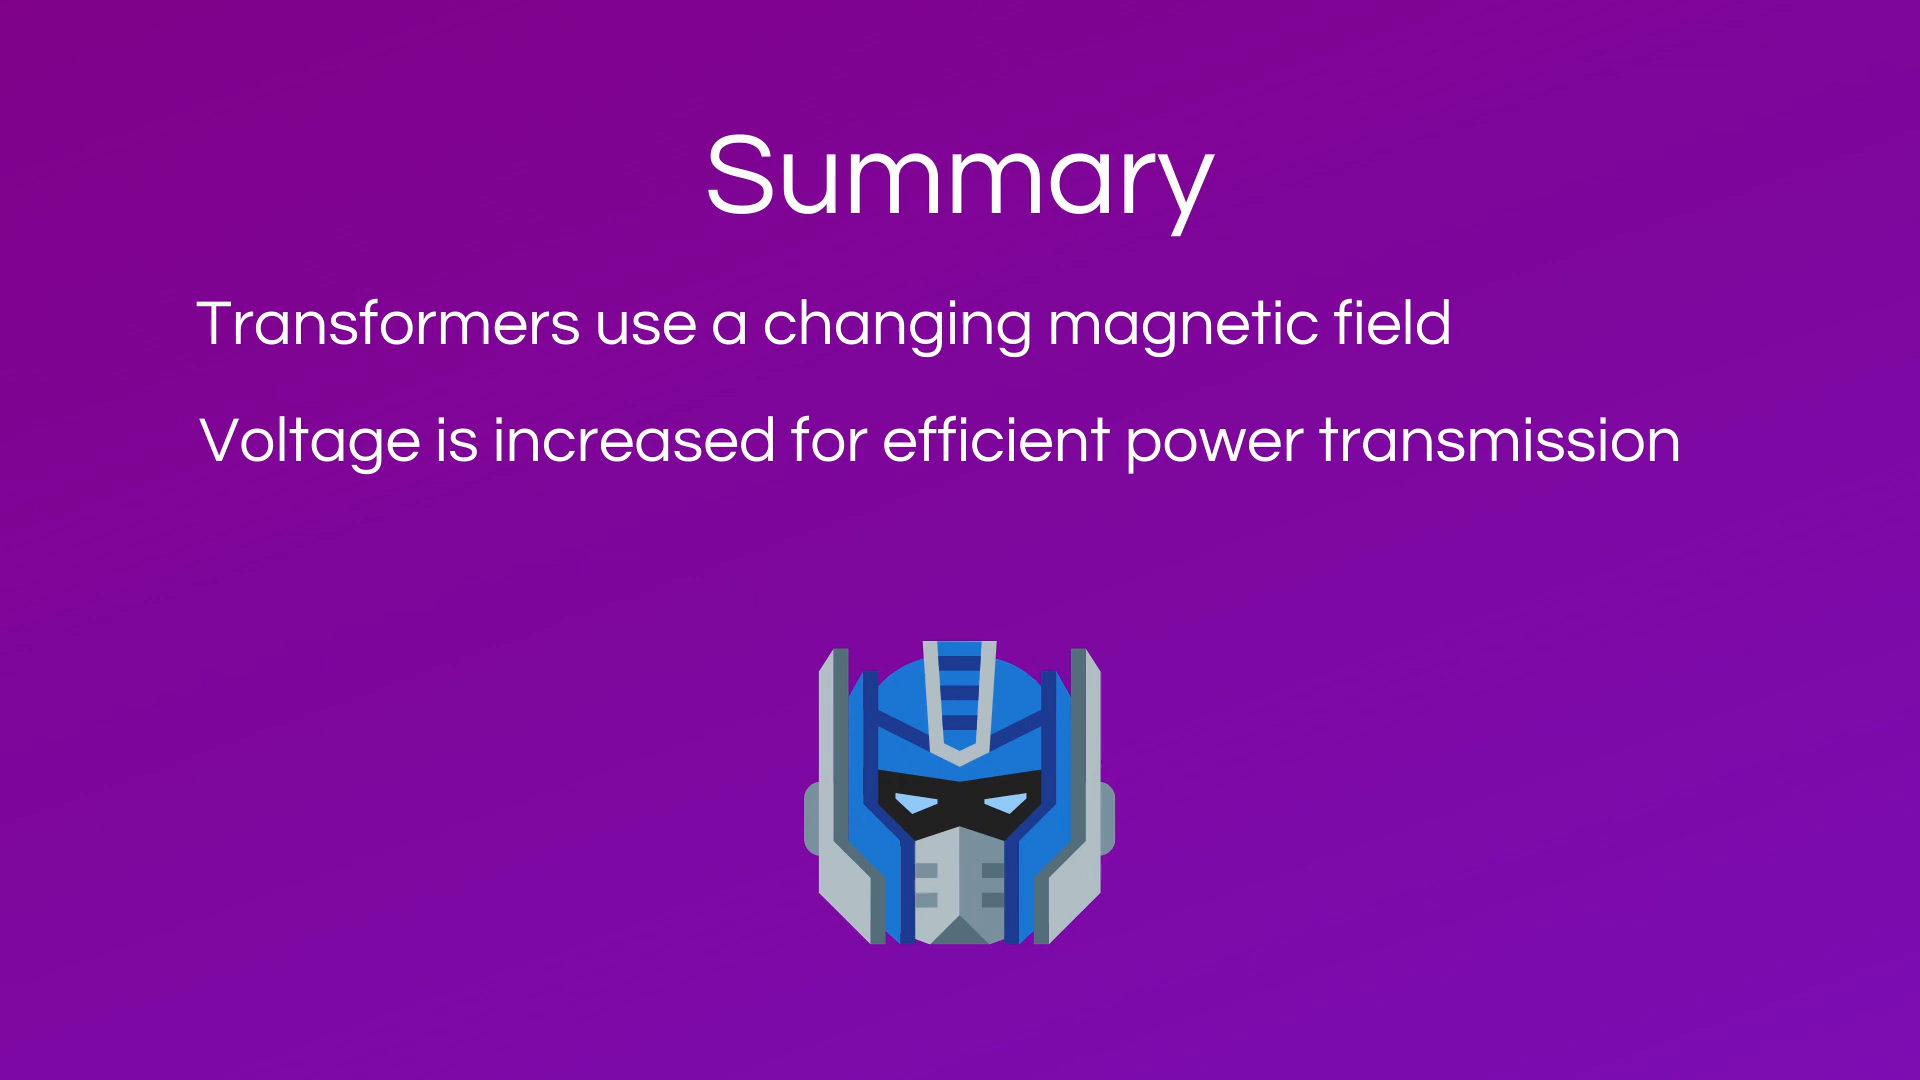 Summary
Transformers use a changing magnetic field
Voltage is increased for efficient power transmission